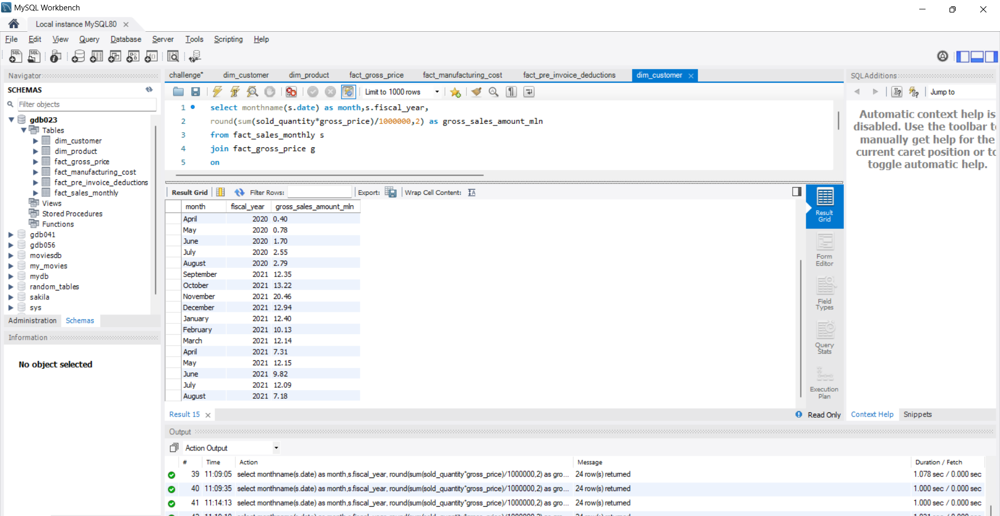 MySQL Workbench
Local instance MySQL80
File Edit View Query Database Server Tools Scripting Help
Navigator
SCHEMAS
Filter objects
gdb023
Tables
dim_customer
dim_product
fact_gross_price
fact_manufacturing_cost
fact_pre_invoice_deductions
fact_sales_monthly
Views
Stored Procedures
Functions
gdb041
gdb056
moviesdb
my_movies
mydb
random_tables
sakila
sys
Administration Schemas
Information
No object selected
challenge* dim_customer dim_product fact_gross_price fact_manufacturing_cost fact_pre_invoice_deductions dim_customer
Limit to 1000 rows
1 select monthname(s.date) as month,s.fiscal_year,
2 round(sum(sold_quantity*gross_price)/1000000,2) as gross_sales_amount_mln
3 from fact_sales_monthly s
4 join fact_gross_price g
5 on
Result Grid Filter Rows: Export: Wrap Cell Content:
month fiscal_year gross_sales_amount_mln
April 2020 0.40
May 2020 0.78
June 2020 1.70
July 2020 2.55
August 2020 2.79
September 2021 12.35
October 2021 13.22
November 2021 20.46
December 2021 12.94
January 2021 12.40
February 2021 10.13
March 2021 12.14
April 2021 7.31
May 2021 12.15
June 2021 9.82
July 2021 12.09
August 2021 7.18
Result
Grid
Form
Editor
Field
Types
Query
Stats
Execution
Plan
Result 15
Read Only
SQLAdditions
Jump to
Automatic context help is
disabled. Use the toolbar t
manually get help for the
current caret position or to
toggle automatic help.
Context Help Snippets
Output
Action Output
# Time Action Message Duration / Fetch
39 11:09:05 select monthname(s.date) as month,s.fiscal_year, round(sum(sold_quantity*gross_price)/1000000,2) as gro... 24 row(s) returned 1.078 sec / 0.000 sec
40 11:09:35 select monthname(s.date) as month,s.fiscal_year, round(sum(sold_quantity*gross_price)/1000000,2) as gro... 24 row(s) returned 1.000 sec / 0.000 sec
41 11:14:13 select monthname(s.date) as month,s.fiscal_year, round(sum(sold_quantity*gross_price)/1000000,2) as gro... 24 row(s) returned 1.000 sec / 0.000 sec